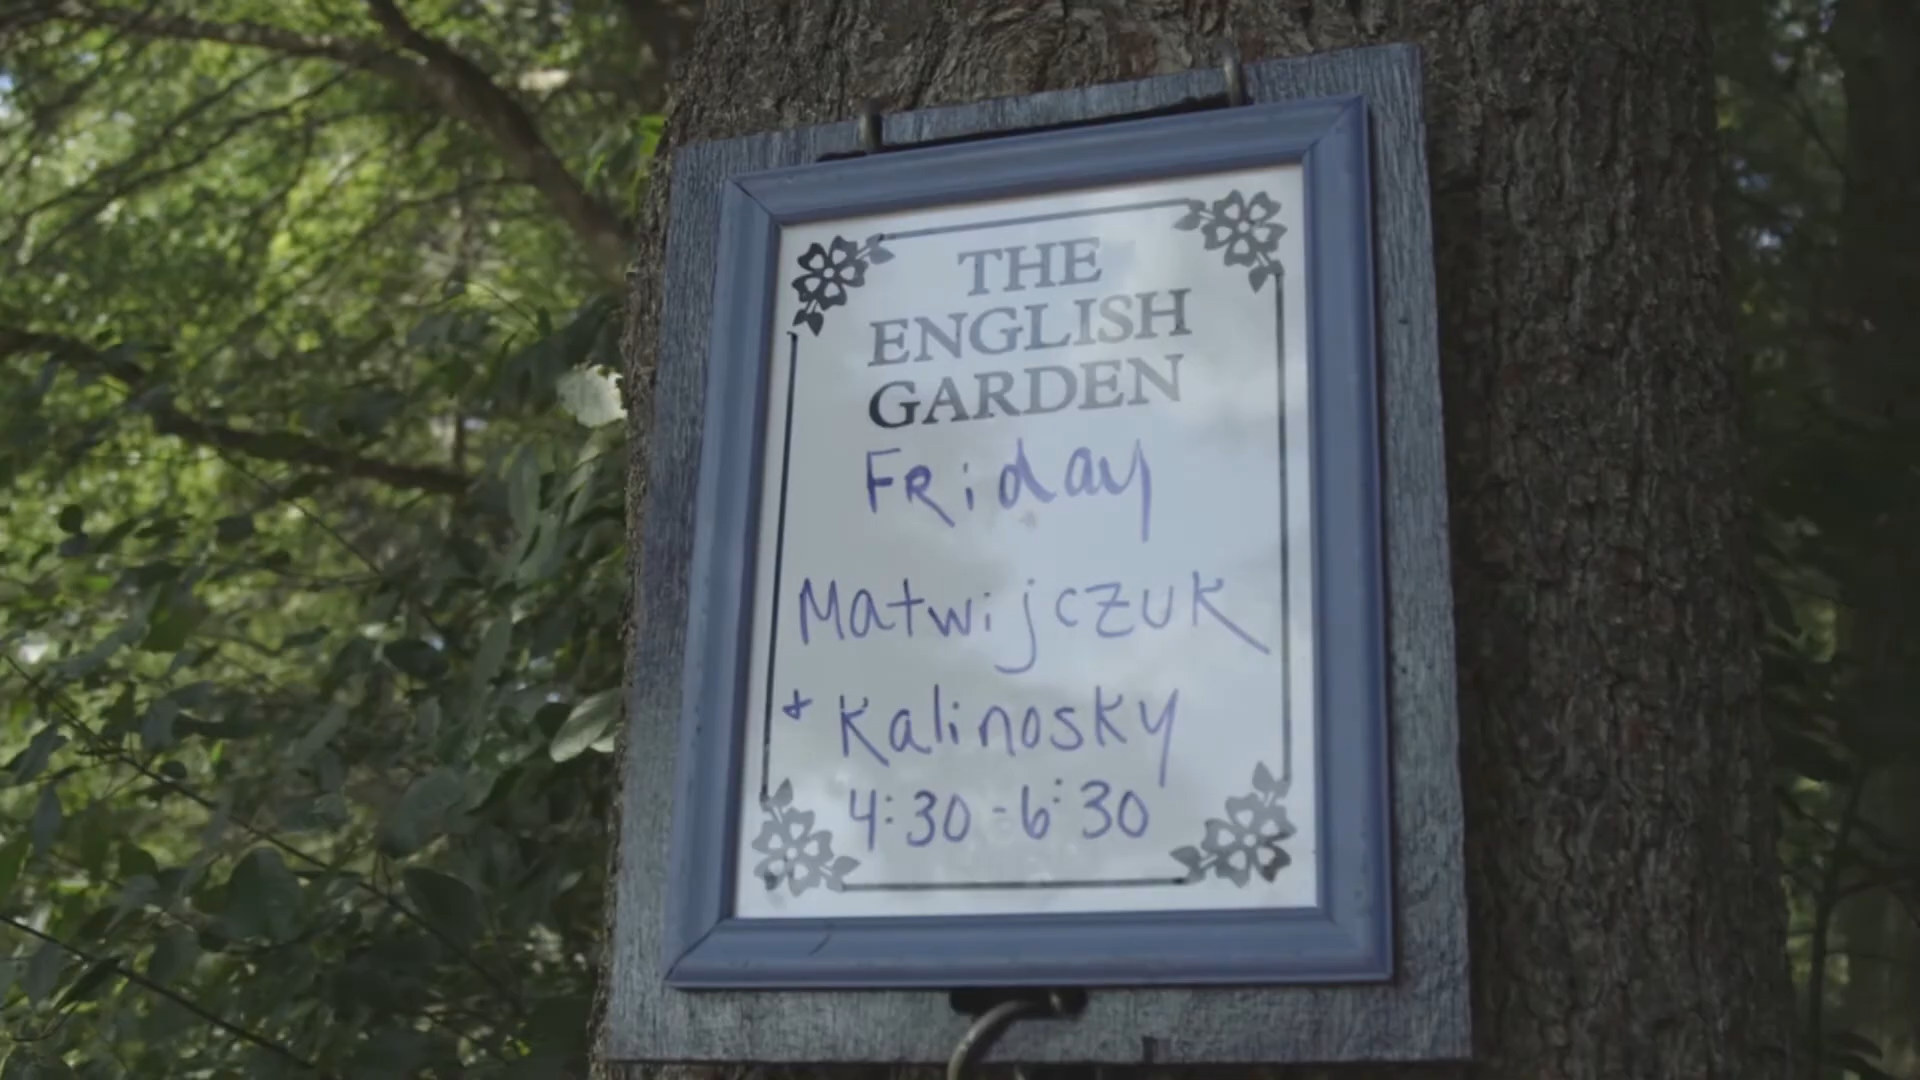 THE
ENGLISH
GARDEN
FRiday
Matwijczuk
+ Kalinosky
4:30-6:30